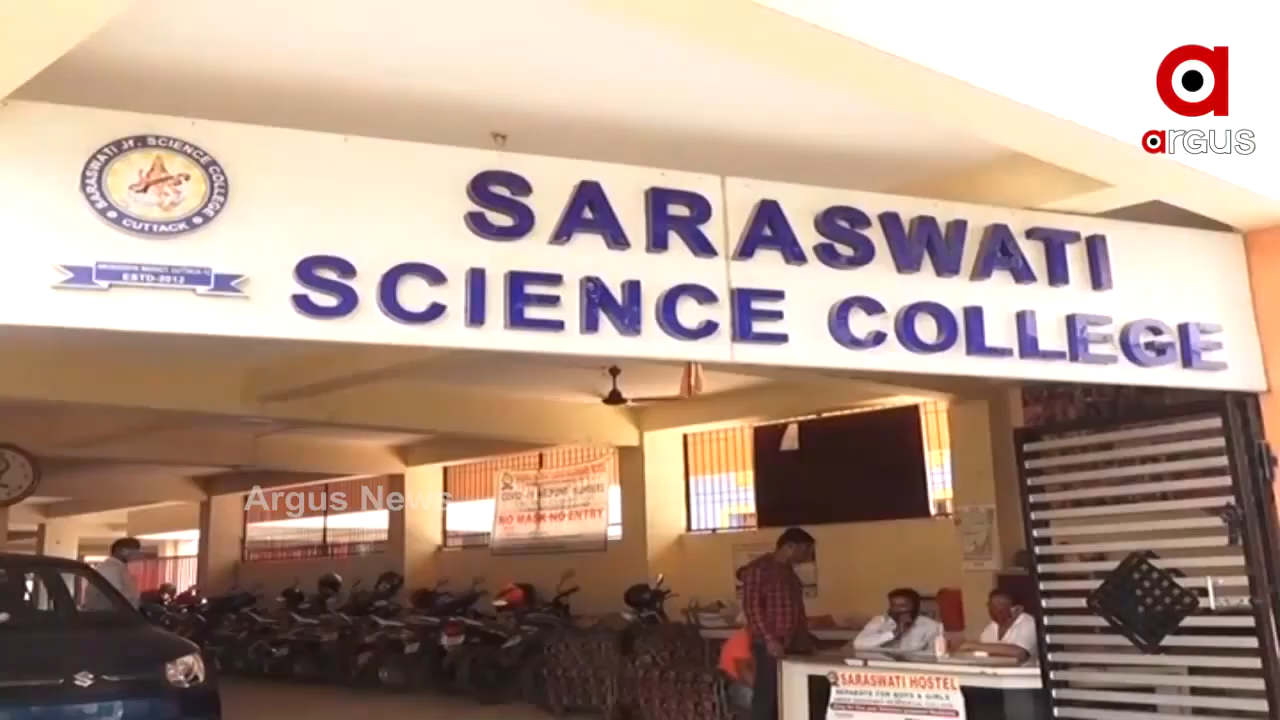 argus
SARASWATI Jr. SCIENCE COLLEGE
CUTTACK
ESTD-2012
SARASWATI
SCIENCE COLLEGE
Argus News
NO MASK NO ENTRY
SARASWATI HOSTEL
SEPARATE FOR BOYS & GIRLS